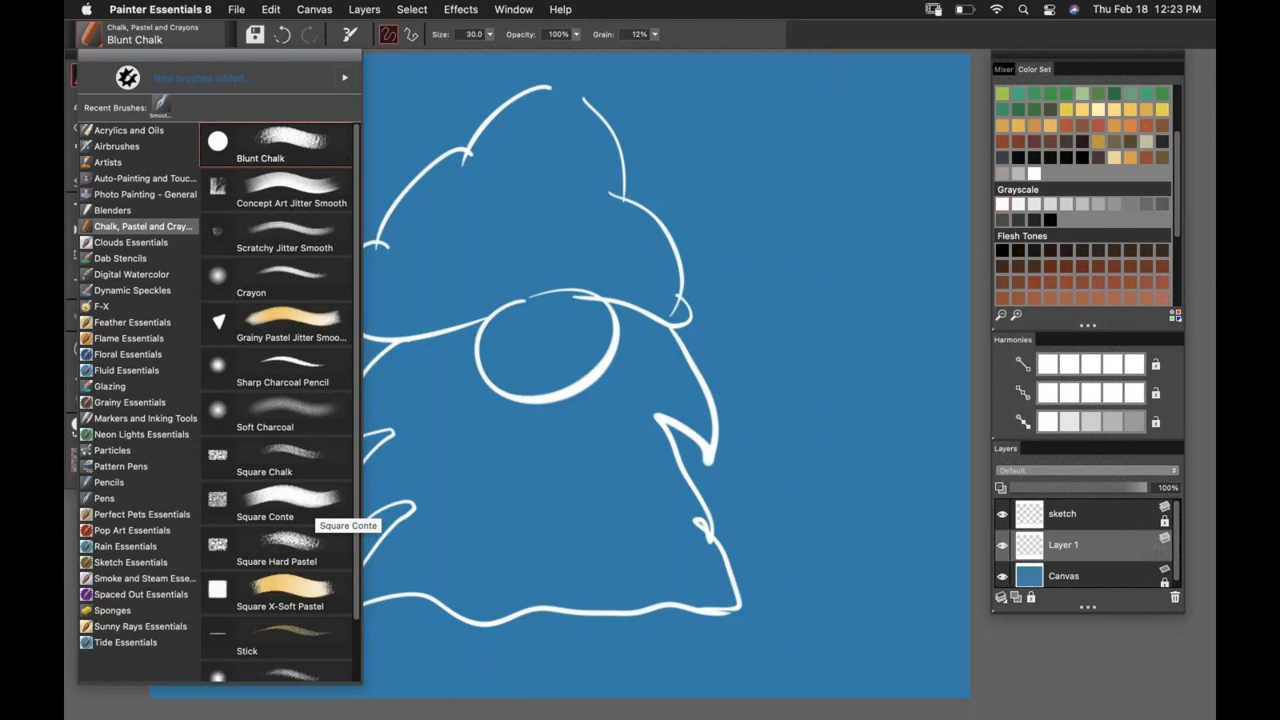 Painter Essentials 8 File Edit Canvas Layers Select Effects Window Help Thu Feb 18 12:23 PM
Chalk, Pastel and Crayons
Blunt Chalk
Size: 30.0 Opacity: 100% Grain: 12%
New brushes added...
Recent Brushes:
Smoot...
Acrylics and Oils
Airbrushes
Artists
Auto-Painting and Touc...
Photo Painting - General
Blenders
Chalk, Pastel and Cray...
Clouds Essentials
Dab Stencils
Digital Watercolor
Dynamic Speckles
F-X
Feather Essentials
Flame Essentials
Floral Essentials
Fluid Essentials
Glazing
Grainy Essentials
Markers and Inking Tools
Neon Lights Essentials
Particles
Pattern Pens
Pencils
Pens
Perfect Pets Essentials
Pop Art Essentials
Rain Essentials
Sketch Essentials
Smoke and Steam Esse...
Spaced Out Essentials
Sponges
Sunny Rays Essentials
Tide Essentials
Blunt Chalk
Concept Art Jitter Smooth
Scratchy Jitter Smooth
Crayon
Grainy Pastel Jitter Smoo...
Sharp Charcoal Pencil
Soft Charcoal
Square Chalk
Square Conte
Square Conte
Square Hard Pastel
Square X-Soft Pastel
Stick
Mixer Color Set
Grayscale
Flesh Tones
Harmonies
Layers
Default
100%
sketch
Layer 1
Canvas